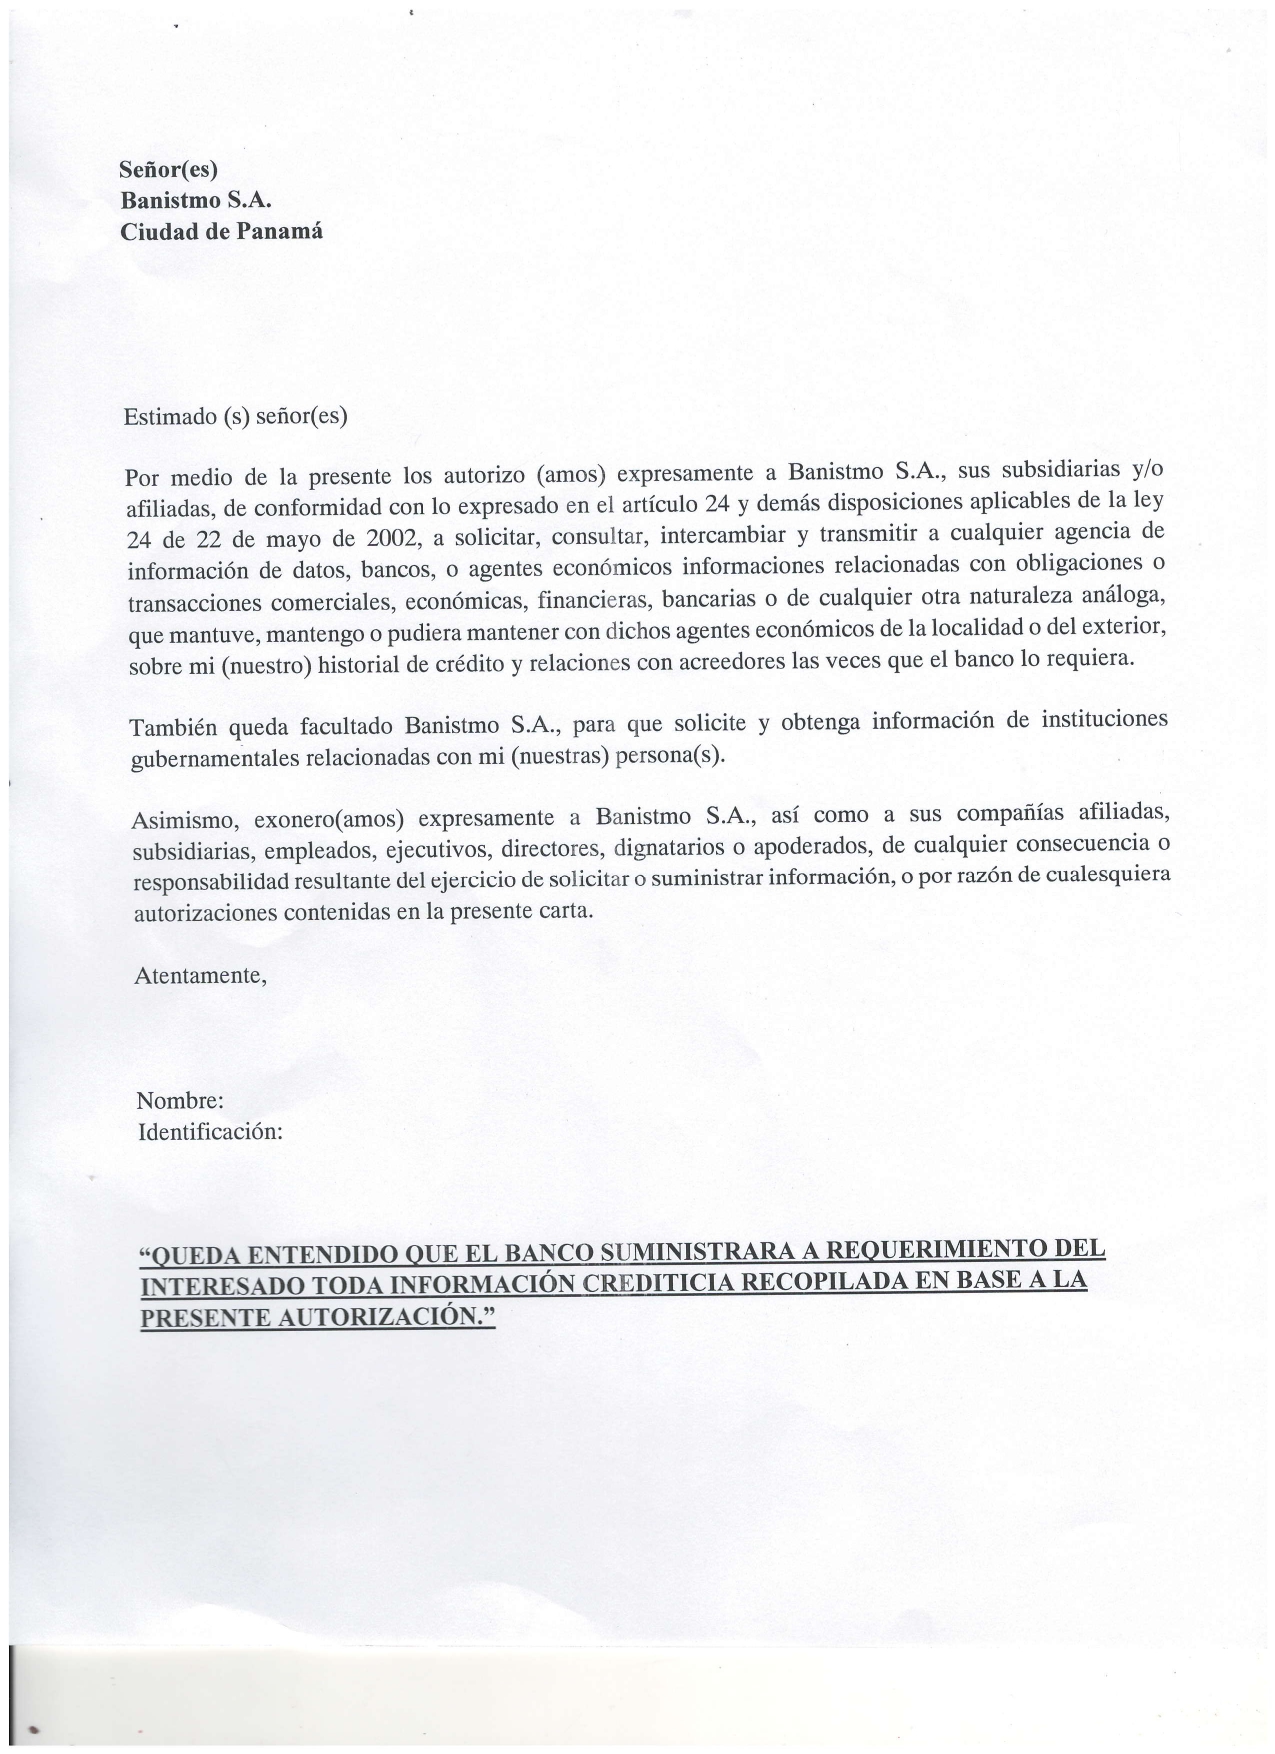 Señor(es)
Banistmo S.A.
Ciudad de Panamá
Estimado (s) señor(es)
Por medio de la presente los autorizo (amos) expresamente a Banistmo S.A., sus subsidiarias y/o
afiliadas, de conformidad con lo expresado en el artículo 24 y demás disposiciones aplicables de la ley
24 de 22 de mayo de 2002, a solicitar, consultar, intercambiar y transmitir a cualquier agencia de
información de datos, bancos, o agentes económicos informaciones relacionadas con obligaciones o
transacciones comerciales, económicas, financieras, bancarias o de cualquier otra naturaleza análoga,
que mantuve, mantengo o pudiera mantener con dichos agentes económicos de la localidad o del exterior,
sobre mi (nuestro) historial de crédito y relaciones con acreedores las veces que el banco lo requiera.
También queda facultado Banistmo S.A., para que solicite y obtenga información de instituciones
gubernamentales relacionadas con mi (nuestras) persona(s).
Asimismo, exonero(amos) expresamente a Banistmo S.A., así como a sus compañías afiliadas,
subsidiarias, empleados, ejecutivos, directores, dignatarios o apoderados, de cualquier consecuencia o
responsabilidad resultante del ejercicio de solicitar o suministrar información, o por razón de cualesquiera
autorizaciones contenidas en la presente carta.
Atentamente,
Nombre:
Identificación:
“QUEDA ENTENDIDO QUE EL BANCO SUMINISTRARA A REQUERIMIENTO DEL
INTERESADO TODA INFORMACIÓN CREDITICIA RECOPILADA EN BASE A LA
PRESENTE AUTORIZACIÓN.”